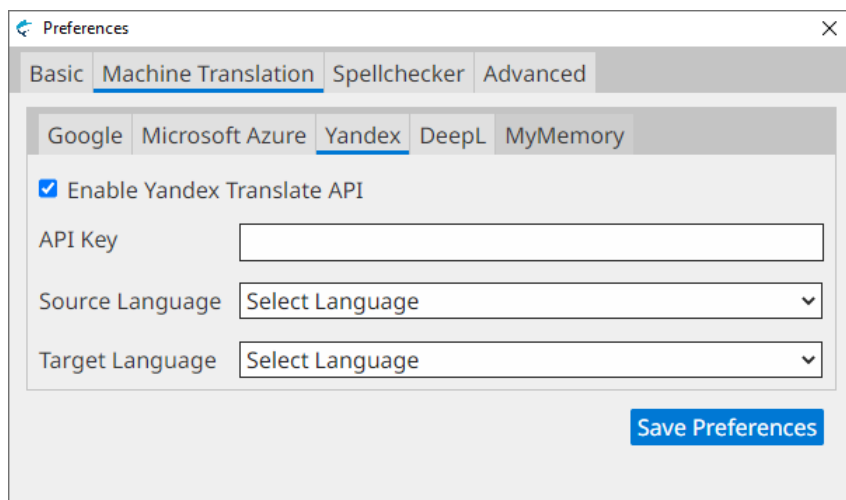 Preferences
Basic Machine Translation Spellchecker Advanced
Google Microsoft Azure Yandex DeepL MyMemory
Enable Yandex Translate API
API Key
Source Language Select Language
Target Language Select Language
Save Preferences